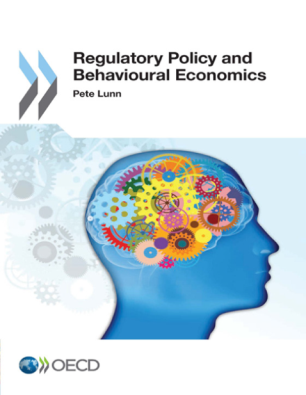 Regulatory Policy and
Behavioural Economics
Pete Lunn
OECD